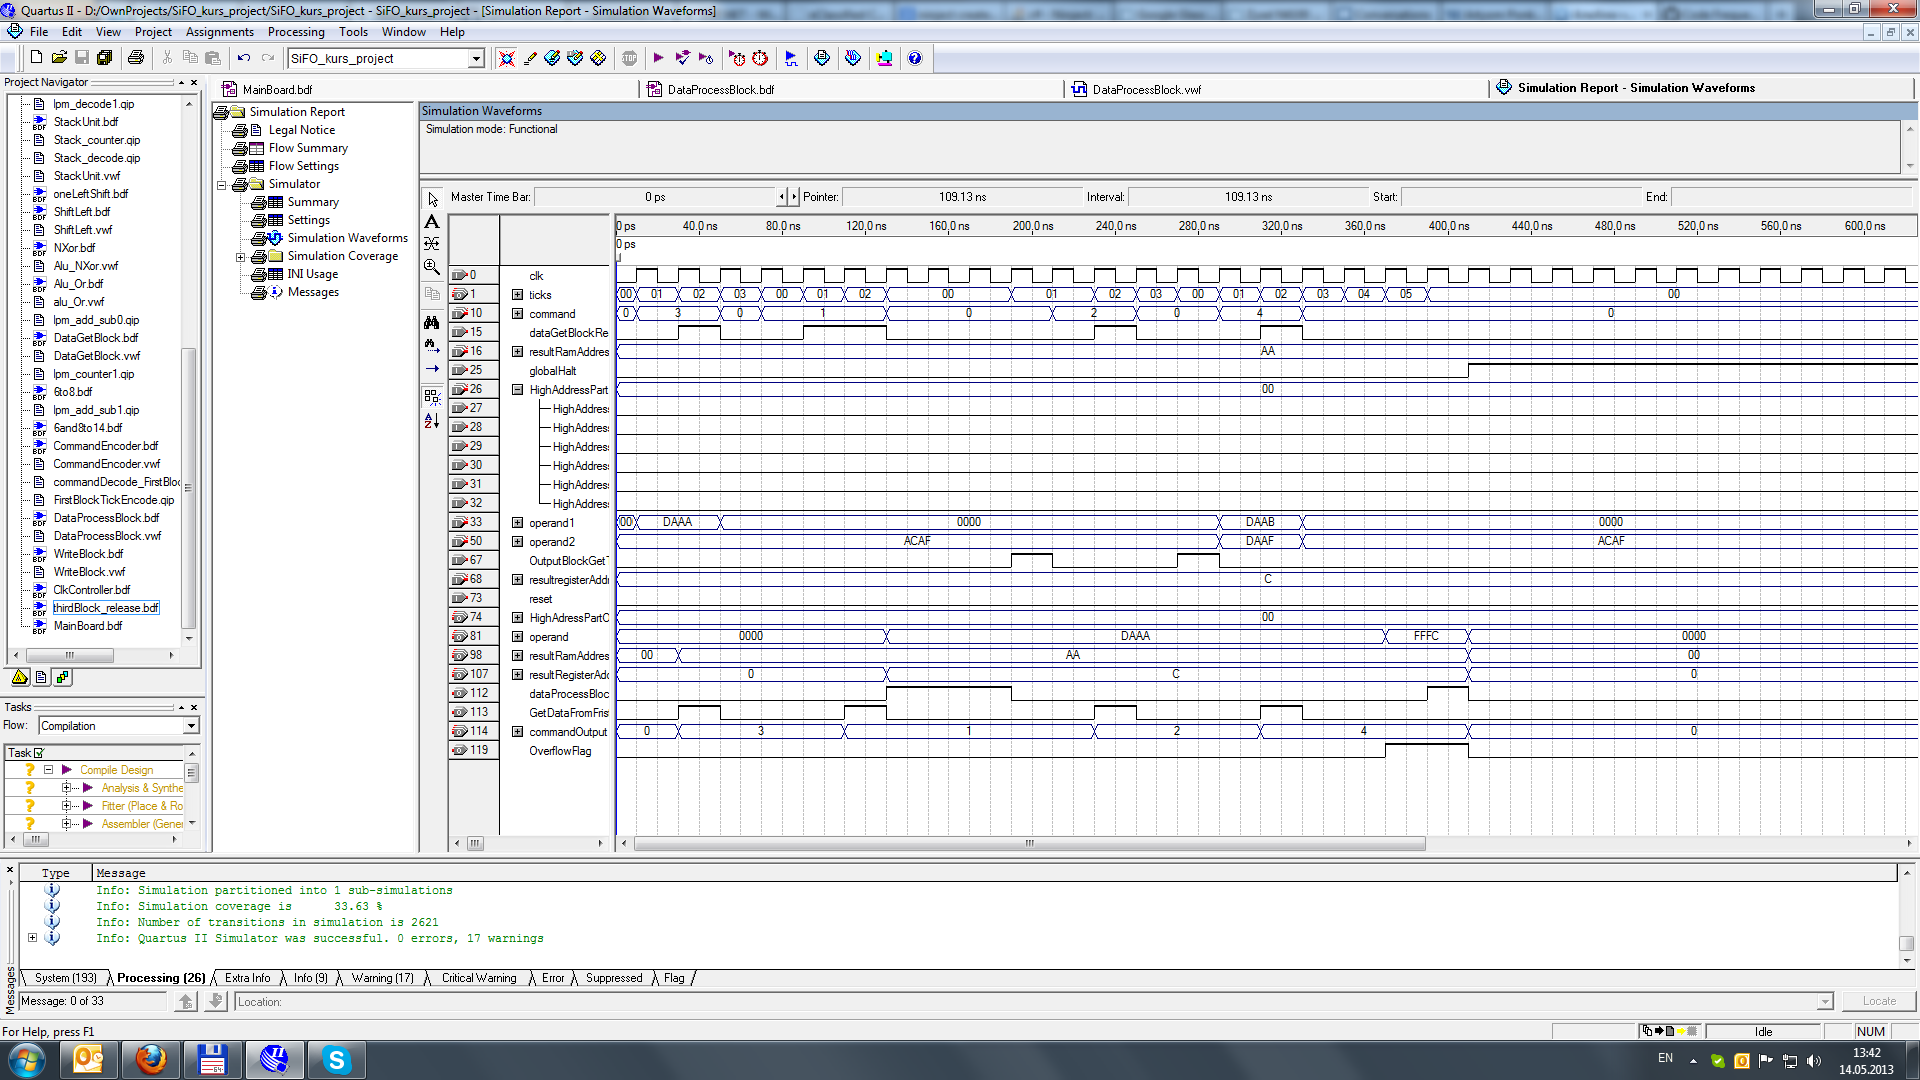 Quartus II - D:/OwnProjects/SiFO_kurs_project/SiFO_kurs_project - SiFO_kurs_project - [Simulation Report - Simulation Waveforms]
File Edit View Project Assignments Processing Tools Window Help
SiFO_kurs_project
Project Navigator
MainBoard.bdf
DataProcessBlock.bdf
DataProcessBlock.vwf
Simulation Report - Simulation Waveforms
lpm_decode1.qip
StackUnit.bdf
Stack_counter.qip
Stack_decode.qip
StackUnit.vwf
oneLeftShift.bdf
ShiftLeft.bdf
ShiftLeft.vwf
NXor.bdf
Alu_NXor.vwf
Alu_Or.bdf
alu_Or.vwf
lpm_add_sub0.qip
DataGetBlock.bdf
DataGetBlock.vwf
lpm_counter1.qip
6to8.bdf
lpm_add_sub1.qip
6and8to14.bdf
CommandEncoder.bdf
CommandEncoder.vwf
commandDecode_FirstBloc
FirstBlockTickEncode.qip
DataProcessBlock.bdf
DataProcessBlock.vwf
WriteBlock.bdf
WriteBlock.vwf
ClkController.bdf
thirdBlock_release.bdf
MainBoard.bdf
Simulation Report
Legal Notice
Flow Summary
Flow Settings
Simulator
Summary
Settings
Simulation Waveforms
Simulation Coverage
INI Usage
Messages
Simulation Waveforms
Simulation mode: Functional
Master Time Bar: 0 ps Pointer: 109.13 ns Interval: 109.13 ns Start: End:
0 ps 40.0 ns 80.0 ns 120.0 ns 160.0 ns 200.0 ns 240.0 ns 280.0 ns 320.0 ns 360.0 ns 400.0 ns 440.0 ns 480.0 ns 520.0 ns 560.0 ns 600.0 ns
0 ps
0 clk
1 ticks 00 01 02 03 00 01 02 00 01 02 03 00 01 02 03 04 05 00
10 command 0 3 0 1 0 2 0 4 0
15 dataGetBlockRe
16 resultRamAddres AA
25 globalHalt
26 HighAddressPart 00
27 HighAddres
28 HighAddres
29 HighAddres
30 HighAddres
31 HighAddres
32 HighAddres
33 operand1 00 DAAA 0000 DAAB 0000
50 operand2 ACAF DAAF ACAF
67 OutputBlockGetT
68 resultregisterAddr C
73 reset
74 HighAdressPartO 00
81 operand 0000 DAAA FFFC 0000
98 resultRamAddres 00 AA 00
107 resultRegisterAdd 0 C 0
112 dataProcessBloc
113 GetDataFromFris
114 commandOutput 0 3 1 2 4 0
119 OverflowFlag
Tasks
Flow: Compilation
Task
Compile Design
Analysis & Synthe
Fitter (Place & Ro
Assembler (Gener
Type Message
Info: Simulation partitioned into 1 sub-simulations
Info: Simulation coverage is 33.63 %
Info: Number of transitions in simulation is 2621
Info: Quartus II Simulator was successful. 0 errors, 17 warnings
System (193) Processing (26) Extra Info Info (9) Warning (17) Critical Warning Error Suppressed Flag
Messages
Message: 0 of 33 Location: Locate
For Help, press F1 Idle NUM
EN 13:42
14.05.2013